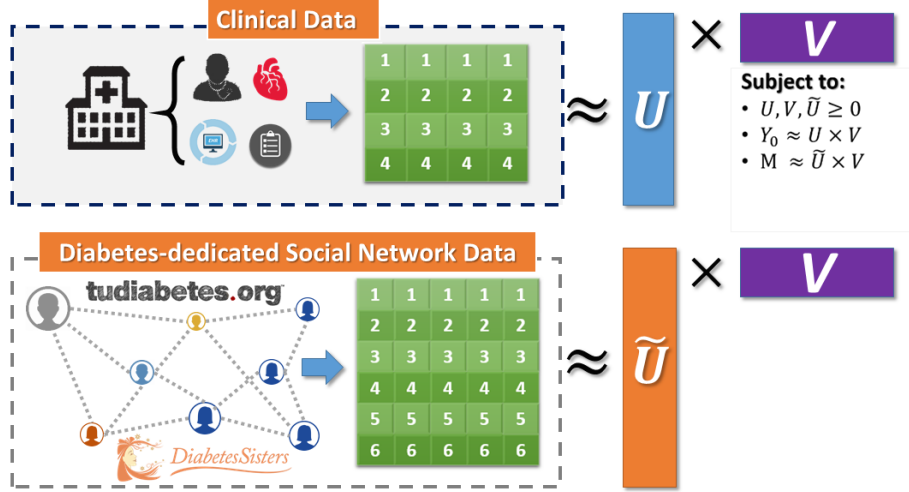 Clinical Data
1 1 1 1
2 2 2 2
3 3 3 3
4 4 4 4
≈
U
×
V
Subject to:
• U, V, Ũ ≥ 0
• Y₀ ≈ U × V
• M ≈ Ũ × V
Diabetes-dedicated Social Network Data
tudiabetes.org™
1 1 1 1 1
2 2 2 2 2
3 3 3 3 3
4 4 4 4 4
5 5 5 5 5
6 6 6 6 6
DiabetesSisters
≈
Ũ
×
V